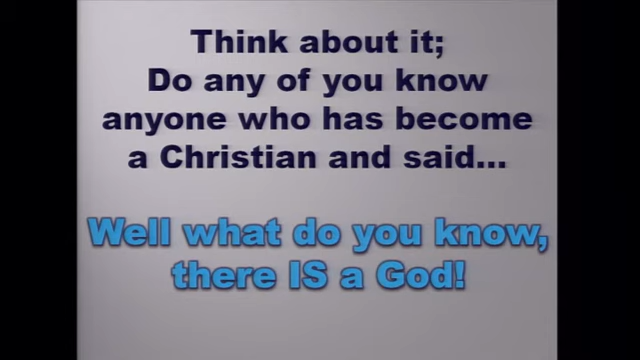 Think about it;
Do any of you know
anyone who has become
a Christian and said...
Well what do you know,
there IS a God!